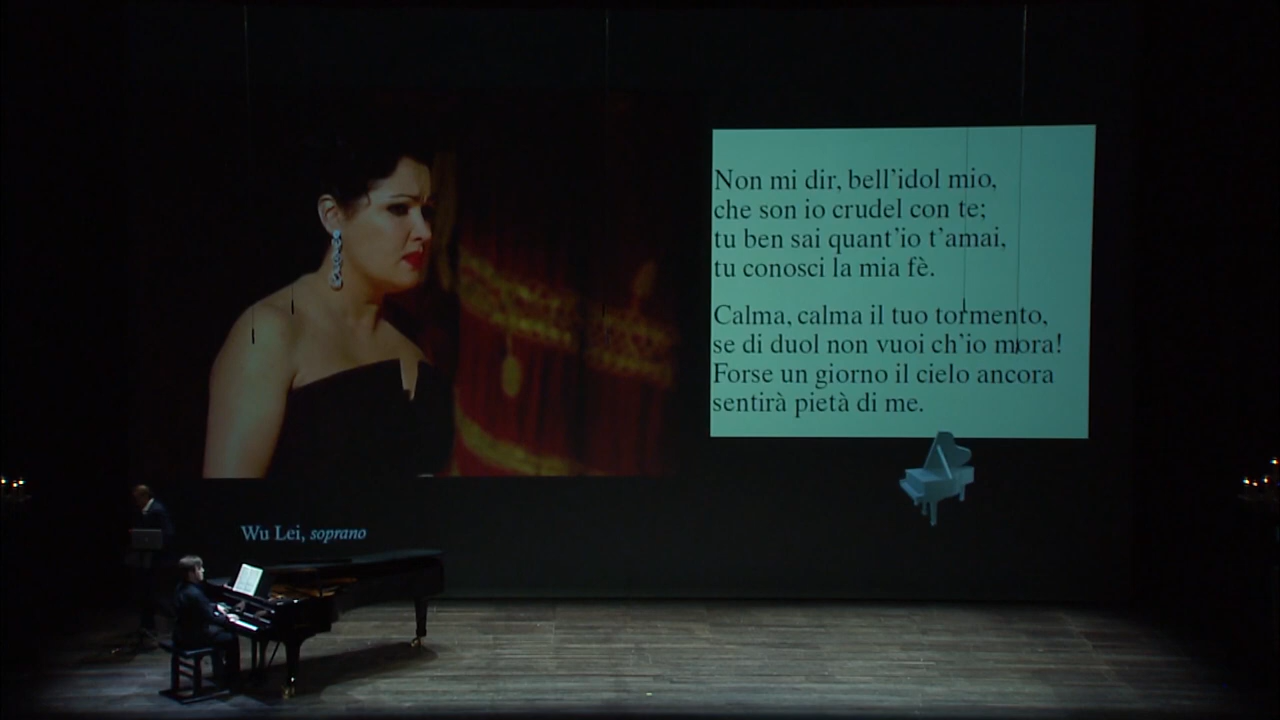 Non mi dir, bell’idol mio,
che son io crudel con te;
tu ben sai quant’io t’amai,
tu conosci la mia fè.
Calma, calma il tuo tormento,
se di duol non vuoi ch’io mora!
Forse un giorno il cielo ancora
sentirà pietà di me.
Wu Lei, soprano